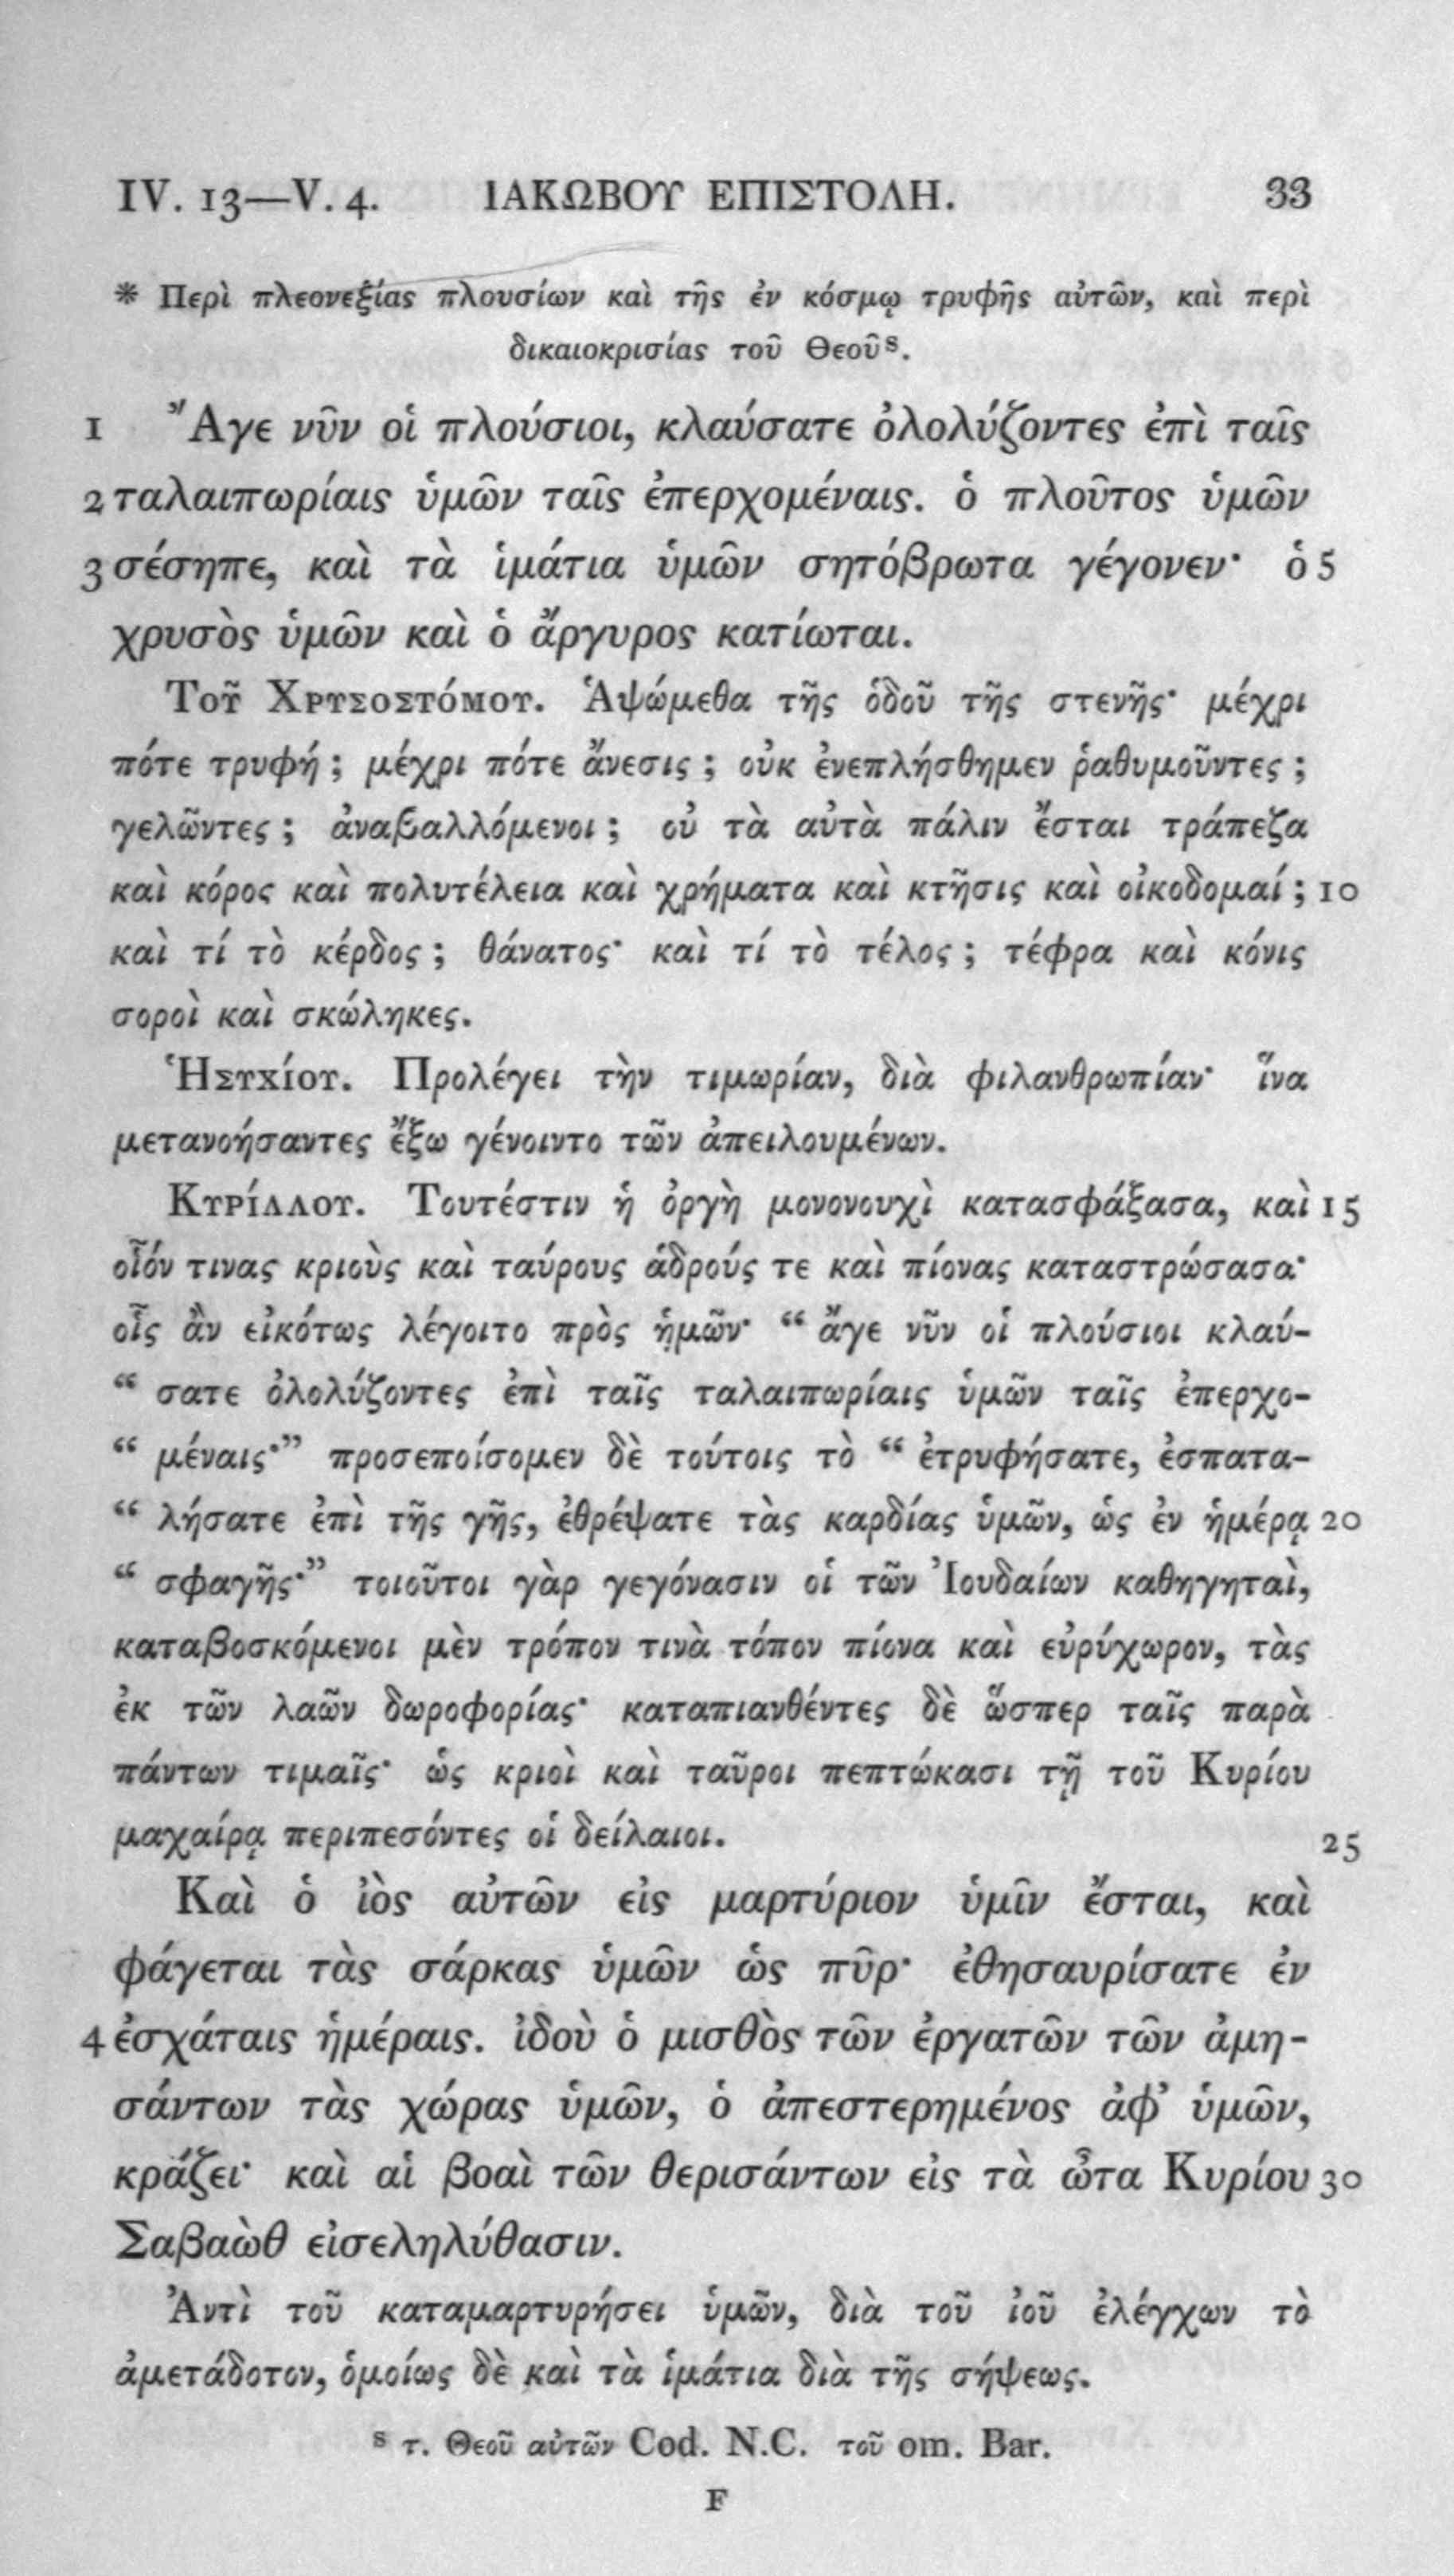 IV. 13—V. 4. ΙΑΚΩΒΟΥ ΕΠΙΣΤΟΛΗ. 33
* Περὶ πλεονεξίας πλουσίων καὶ τῆς ἐν κόσμῳ τρυφῆς αὐτῶν, καὶ περὶ
δικαιοκρισίας τοῦ Θεοῦ s.
1 Ἄγε νῦν οἱ πλούσιοι, κλαύσατε ὀλολύζοντες ἐπὶ ταῖς
2 ταλαιπωρίαις ὑμῶν ταῖς ἐπερχομέναις. ὁ πλοῦτος ὑμῶν
3 σέσηπε, καὶ τὰ ἱμάτια ὑμῶν σητόβρωτα γέγονεν· ὁ 5
χρυσὸς ὑμῶν καὶ ὁ ἄργυρος κατίωται.
Τοῦ Χρυσοστόμου. Ἁψώμεθα τῆς ὁδοῦ τῆς στενῆς· μέχρι
πότε τρυφή; μέχρι πότε ἄνεσις; οὐκ ἐνεπλήσθημεν ῥαθυμοῦντες;
γελῶντες; ἀναβαλλόμενοι; οὐ τὰ αὐτὰ πάλιν ἔσται τράπεζα
καὶ κόρος καὶ πολυτέλεια καὶ χρήματα καὶ κτῆσις καὶ οἰκοδομαί; 10
καὶ τί τὸ κέρδος; θάνατος· καὶ τί τὸ τέλος; τέφρα καὶ κόνις
σοροὶ καὶ σκώληκες.
Ἡσυχίου. Προλέγει τὴν τιμωρίαν, διὰ φιλανθρωπίαν· ἵνα
μετανοήσαντες ἔξω γένοιντο τῶν ἀπειλουμένων.
Κυρίλλου. Τουτέστιν ἡ ὀργὴ μονονουχὶ κατασφάξασα, καὶ 15
οἷόν τινας κριοὺς καὶ ταύρους ἁδρούς τε καὶ πίονας καταστρώσασα·
οἷς ἂν εἰκότως λέγοιτο πρὸς ἡμῶν· “ ἄγε νῦν οἱ πλούσιοι κλαύ-
“ σατε ὀλολύζοντες ἐπὶ ταῖς ταλαιπωρίαις ὑμῶν ταῖς ἐπερχο-
“ μέναις·” προσεποίσομεν δὲ τούτοις τὸ “ ἐτρυφήσατε, ἐσπατα-
“ λήσατε ἐπὶ τῆς γῆς, ἐθρέψατε τὰς καρδίας ὑμῶν, ὡς ἐν ἡμέρᾳ 20
“ σφαγῆς·” τοιοῦτοι γὰρ γεγόνασιν οἱ τῶν Ἰουδαίων καθηγηταὶ,
καταβοσκόμενοι μὲν τρόπον τινὰ τόπον πίονα καὶ εὐρύχωρον, τὰς
ἐκ τῶν λαῶν δωροφορίας· καταπιανθέντες δὲ ὥσπερ ταῖς παρὰ
πάντων τιμαῖς· ὡς κριοὶ καὶ ταῦροι πεπτώκασι τῇ τοῦ Κυρίου
μαχαίρᾳ περιπεσόντες οἱ δείλαιοι. 25
Καὶ ὁ ἰὸς αὐτῶν εἰς μαρτύριον ὑμῖν ἔσται, καὶ
φάγεται τὰς σάρκας ὑμῶν ὡς πῦρ· ἐθησαυρίσατε ἐν
4 ἐσχάταις ἡμέραις. ἰδοὺ ὁ μισθὸς τῶν ἐργατῶν τῶν ἀμη-
σάντων τὰς χώρας ὑμῶν, ὁ ἀπεστερημένος ἀφ’ ὑμῶν,
κράζει· καὶ αἱ βοαὶ τῶν θερισάντων εἰς τὰ ὦτα Κυρίου 30
Σαβαὼθ εἰσεληλύθασιν.
Ἀντὶ τοῦ καταμαρτυρήσει ὑμῶν, διὰ τοῦ ἰοῦ ἐλέγχων τὸ
ἀμετάδοτον, ὁμοίως δὲ καὶ τὰ ἱμάτια διὰ τῆς σήψεως.
s τ. Θεοῦ αὐτῶν Cod. N.C. τοῦ om. Bar.
F